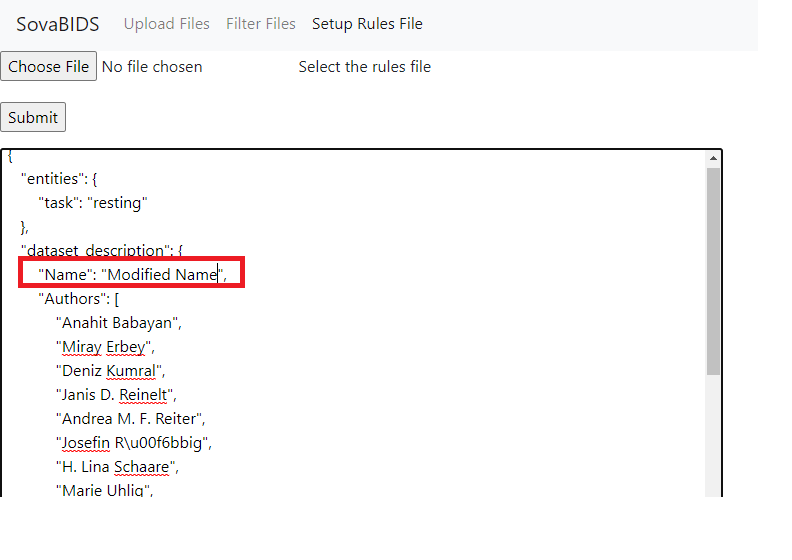 SovaBIDS Upload Files Filter Files Setup Rules File
Choose File No file chosen Select the rules file
Submit
{
"entities": {
"task": "resting"
},
"dataset_description": {
"Name": "Modified Name",
"Authors": [
"Anahit Babayan",
"Miray Erbey",
"Deniz Kumral",
"Janis D. Reinelt",
"Andrea M. F. Reiter",
"Josefin R\u00f6bbig",
"H. Lina Schaare",
"Marie Uhlig",